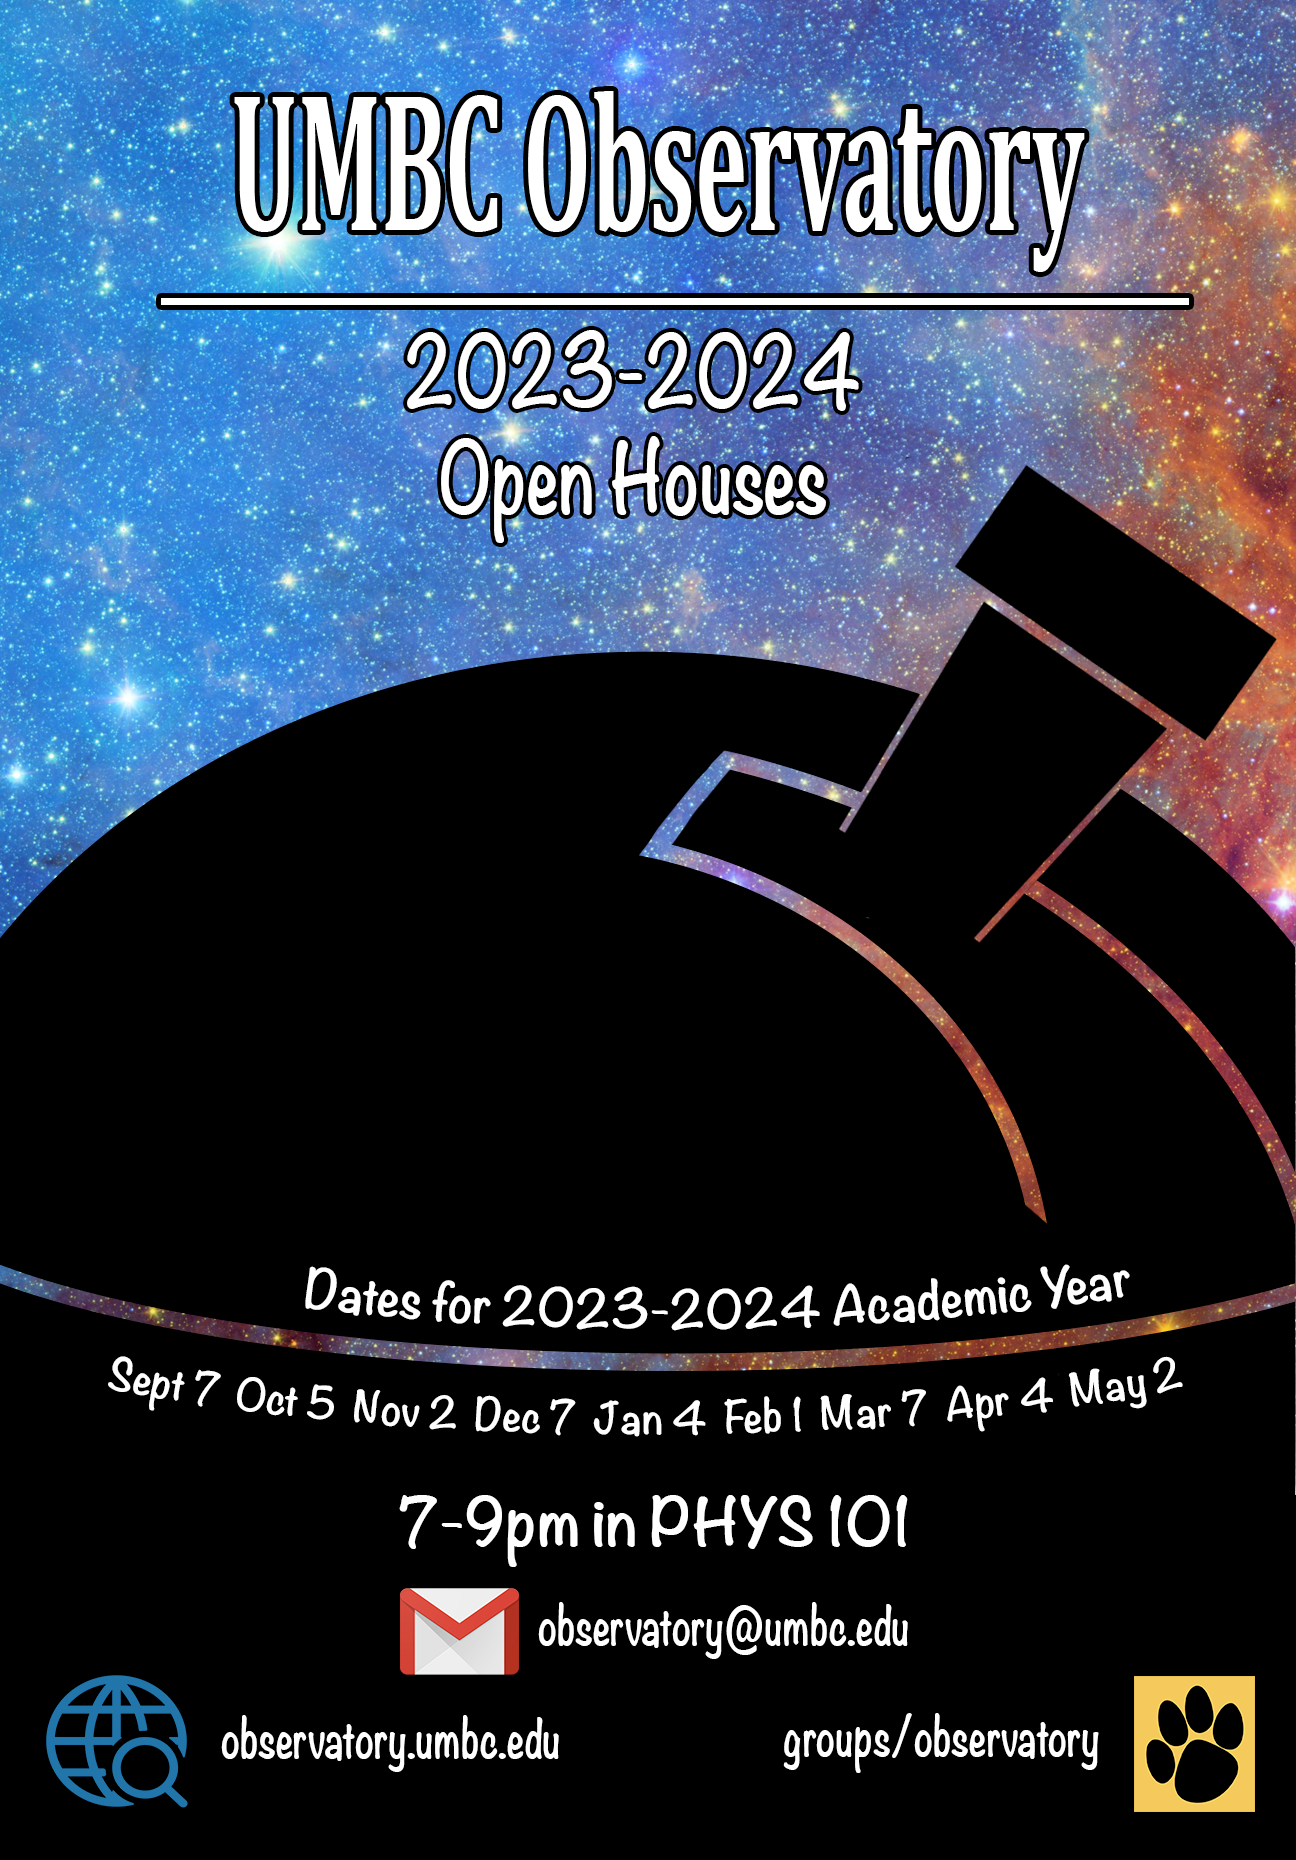 UMBC Observatory
2023-2024
Open Houses
Dates for 2023-2024 Academic Year
Sept 7 Oct 5 Nov 2 Dec 7 Jan 4 Feb 1 Mar 7 Apr 4 May 2
7-9pm in PHYS 101
observatory@umbc.edu
observatory.umbc.edu
groups/observatory